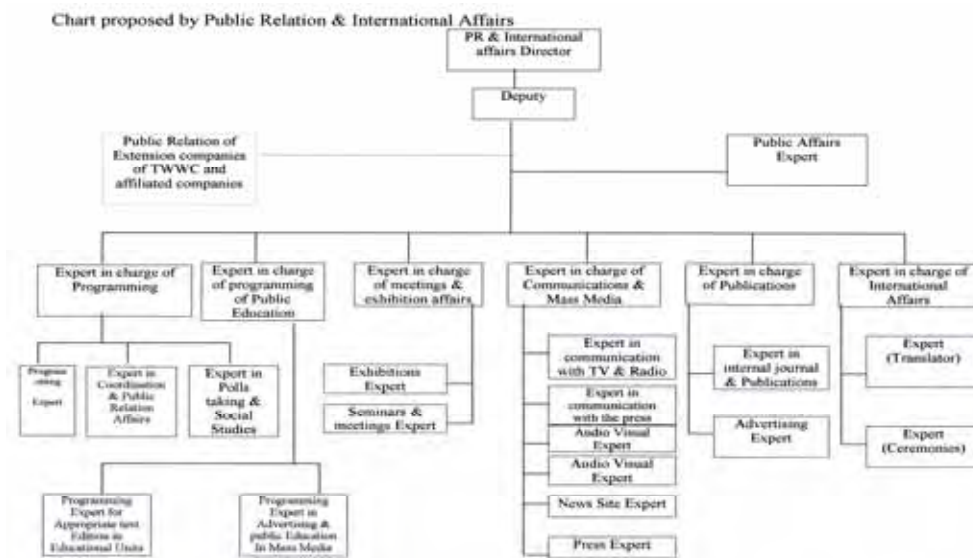 Chart proposed by Public Relation & International Affairs
PR & International
affairs Director
Deputy
Public Relation of
Extension companies
of TWWC and
affiliated companies
Public Affairs
Expert
Expert in charge of
Programming
Expert in charge
of programming
of Public
Education
Expert in charge
of meetings &
exhibition affairs
Expert in charge of
Communications &
Mass Media
Expert in charge
of Publications
Expert in charge of
International
Affairs
Expert
Expert in
Coordination
& Public
Relation
Affairs
Expert in
Polls
taking &
Social
Studies
Exhibitions
Expert
Seminars &
meetings Expert
Expert in
communication
with TV & Radio
Expert in
communication
with the press
Audio Visual
Expert
Audio Visual
Expert
News Site Expert
Press Expert
Expert in
internal journal
& Publications
Advertising
Expert
Expert
(Translator)
Expert
(Ceremonies)
Programming
Expert for
Appropriate text
Edition in
Educational Units
Programming
Expert in
Advertising &
public Education
In Mass Media